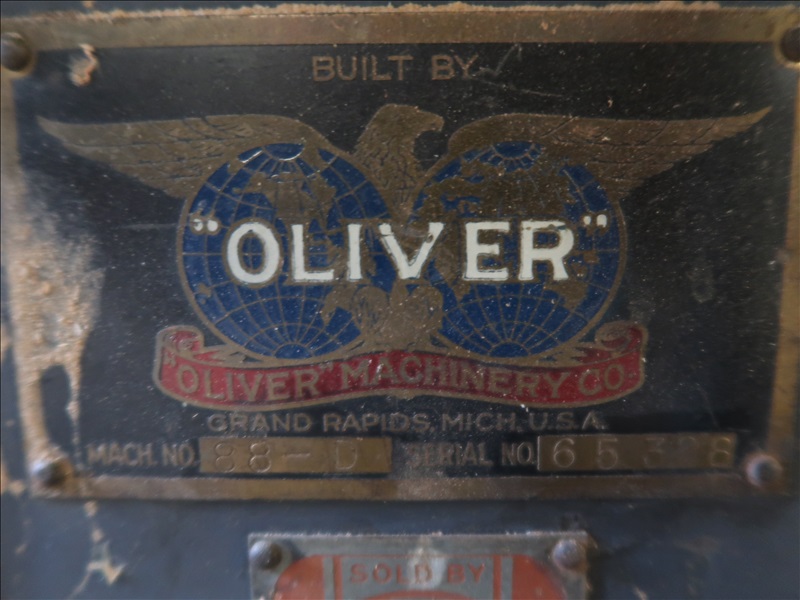 BUILT BY
"OLIVER"
"OLIVER" MACHINERY CO.
GRAND RAPIDS, MICH., U.S.A.
MACH. NO. 88-D SERIAL NO.
SOLD BY